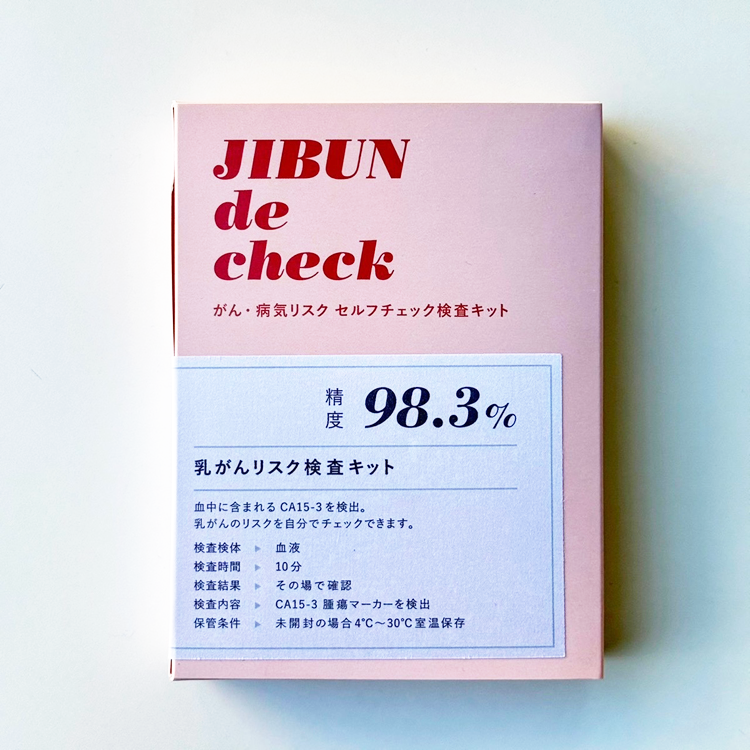 JIBUN
de
check
がん・病気リスク セルフチェック検査キット
精度 98.3%
乳がんリスク検査キット
血中に含まれる CA15-3を検出。
乳がんのリスクを自分でチェックできます。
検査検体 ▶ 血液
検査時間 ▶ 10分
検査結果 ▶ その場で確認
検査内容 ▶ CA15-3 腫瘍マーカーを検出
保管条件 ▶ 未開封の場合4℃〜30℃室温保存